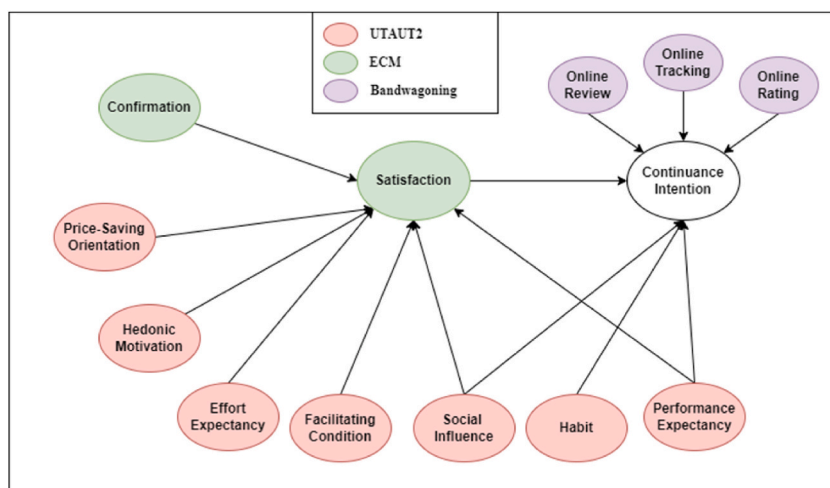 UTAUT2
ECM
Bandwagoning
Confirmation
Online
Review
Online
Tracking
Online
Rating
Satisfaction
Continuance
Intention
Price-Saving
Orientation
Hedonic
Motivation
Effort
Expectancy
Facilitating
Condition
Social
Influence
Habit
Performance
Expectancy